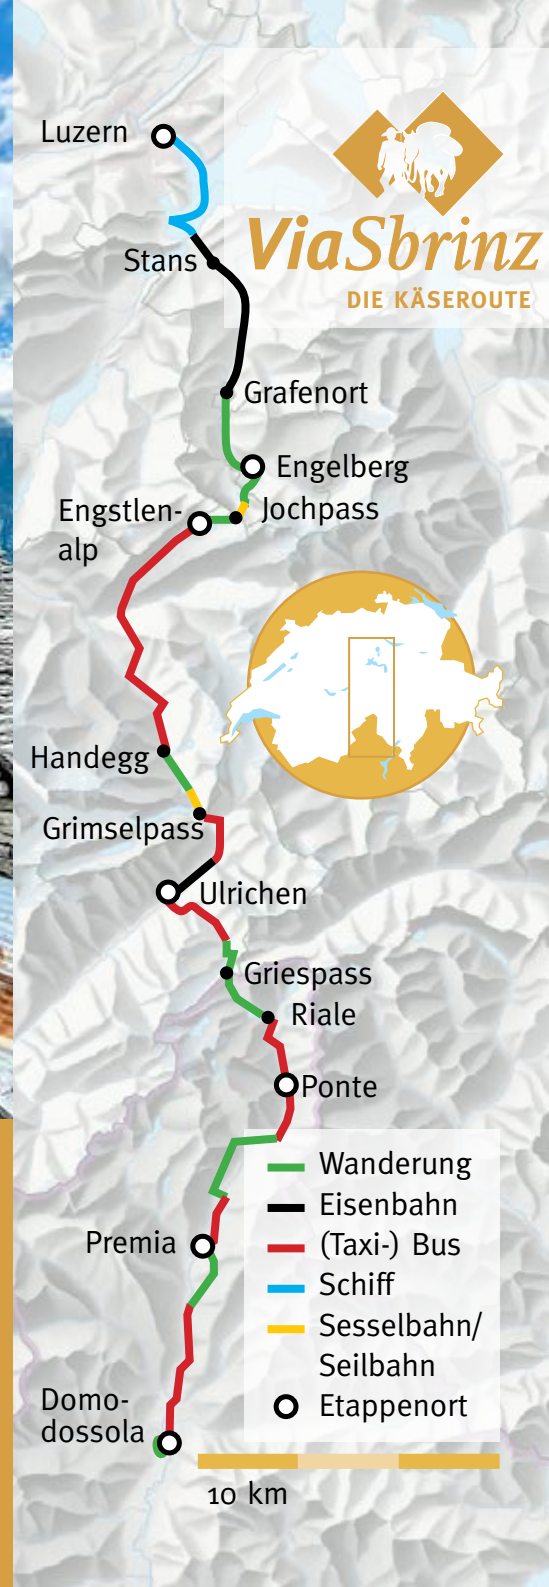 Luzern
ViaSbrinz
DIE KÄSEROUTE
Stans
Grafenort
Engelberg
Jochpass
Engstlen-
alp
Handegg
Grimselpass
Ulrichen
Griespass
Riale
Ponte
Wanderung
Eisenbahn
(Taxi-) Bus
Schiff
Sesselbahn/
Seilbahn
Etappenort
Premia
Domo-
dossola
10 km